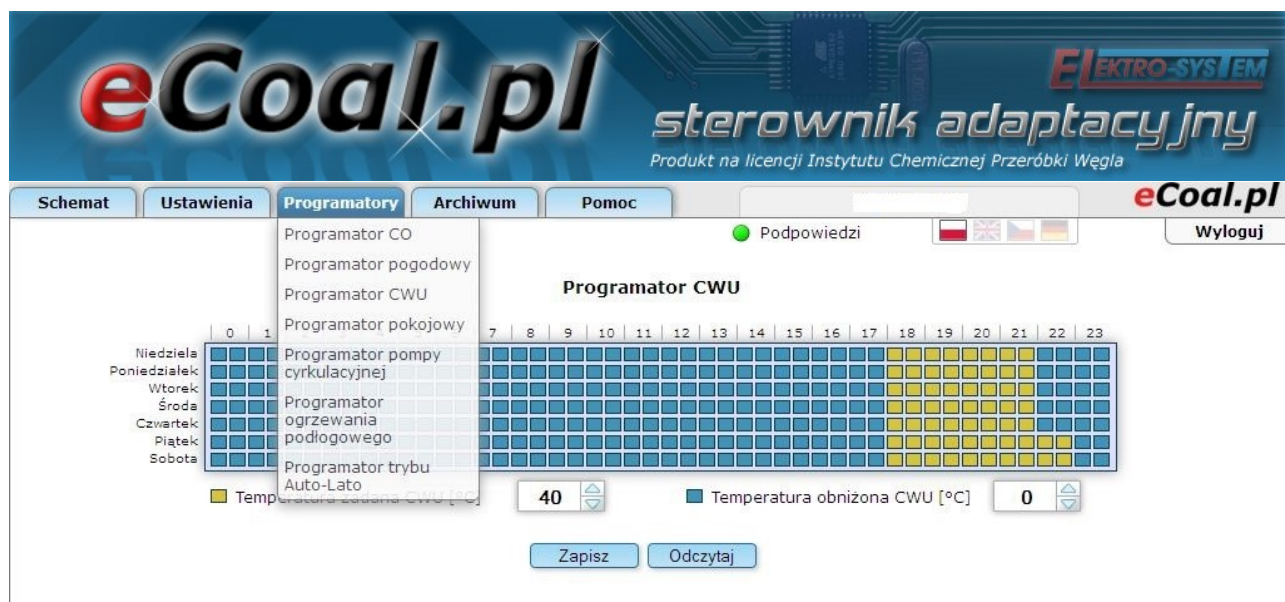 eCoal.pl
ELEKTRO-SYSTEM
sterownik adaptacyjny
Produkt na licencji Instytutu Chemicznej Przeróbki Węgla
Schemat Ustawienia Programatory Archiwum Pomoc eCoal.pl
Podpowiedzi Wyloguj
Programator CO
Programator pogodowy
Programator CWU
Programator pokojowy
Programator pompy
cyrkulacyjnej
Programator
ogrzewania
podłogowego
Programator trybu
Auto-Lato
Programator CWU
0 1 7 8 9 10 11 12 13 14 15 16 17 18 19 20 21 22 23
Niedziela
Poniedziałek
Wtorek
Środa
Czwartek
Piątek
Sobota
Temperatura zadana CWU [°C] 40 Temperatura obniżona CWU [°C] 0
Zapisz Odczytaj